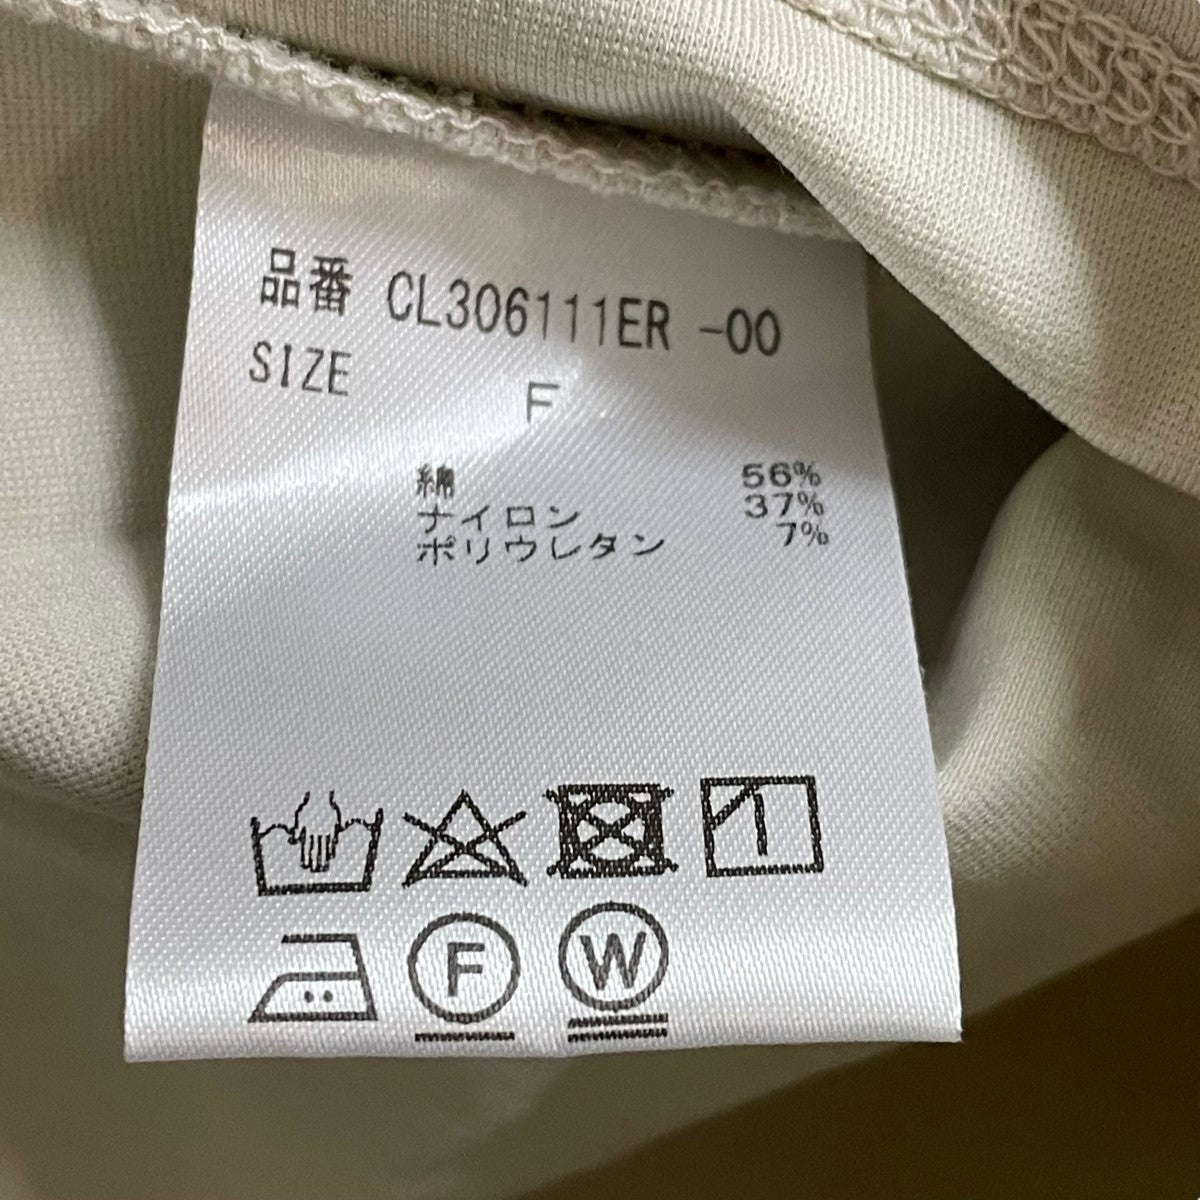 品番 CL306111ER -00
SIZE F
綿 56%
ナイロン 37%
ポリウレタン 7%
F W